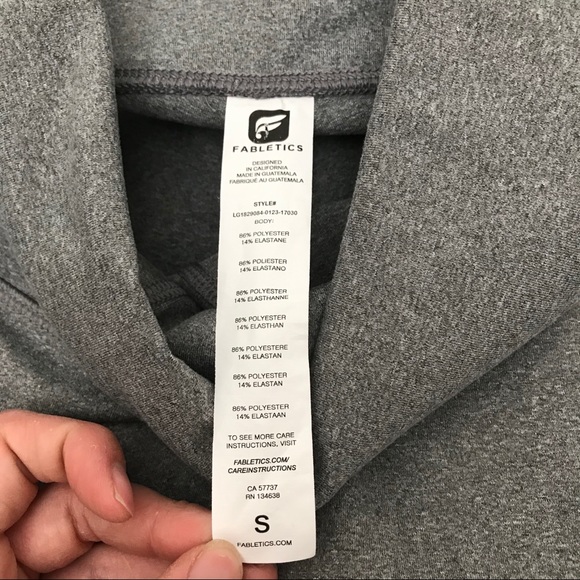 FABLETICS
DESIGNED
IN CALIFORNIA
MADE IN GUATEMALA
FABRIQUÉ AU GUATEMALA
STYLE#
LG1829084-0123-17030
BODY:
86% POLYESTER
14% ELASTANE
86% POLIESTER
14% ELASTANO
86% POLYESTER
14% ELASTHANNE
86% POLYESTER
14% ELASTHAN
86% POLYESTERE
14% ELASTAN
86% POLYESTER
14% ELASTAN
86% POLYESTER
14% ELASTAAN
TO SEE MORE CARE
INSTRUCTIONS, VISIT
FABLETICS.COM/
CAREINSTRUCTIONS
CA 57737
RN 134638
S
FABLETICS.COM